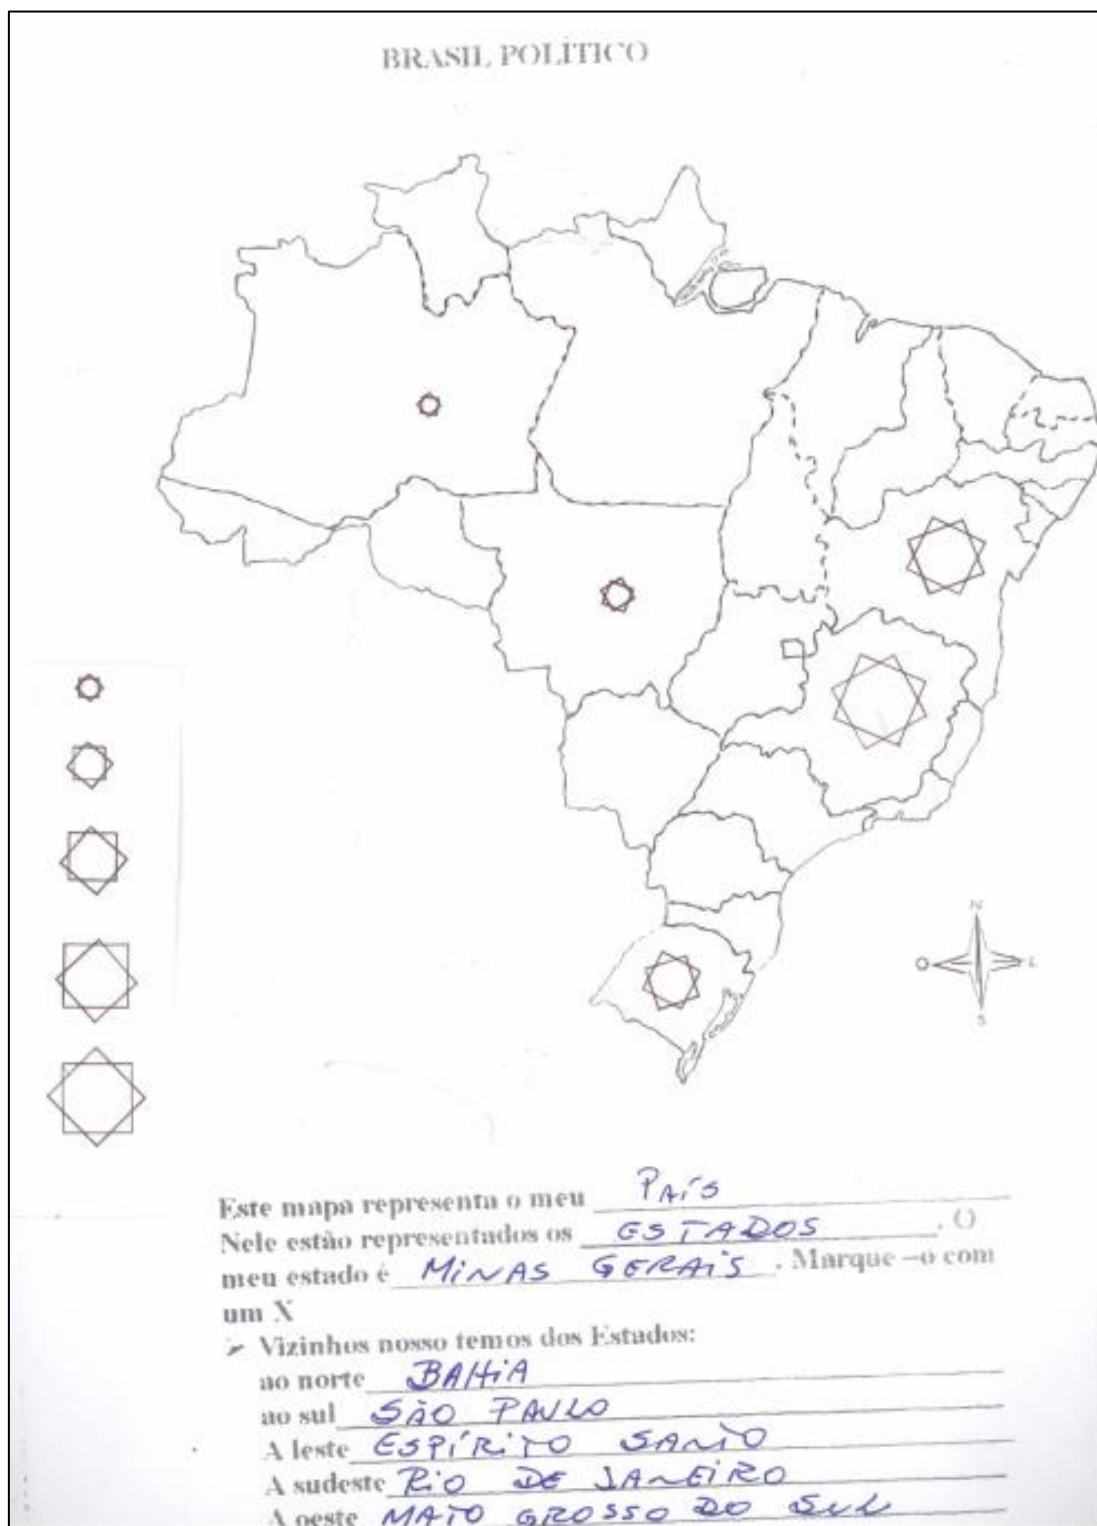 BRASIL POLÍTICO
N
O L
S
Este mapa representa o meu PAÍS
Nele estão representados os ESTADOS . O
meu estado é MINAS GERAIS . Marque –o com
um X
➤ Vizinhos nosso temos dos Estados:
ao norte BAHIA
ao sul SÃO PAULO
A leste ESPÍRITO SANTO
A sudeste RIO DE JANEIRO
A oeste MATO GROSSO DO SUL